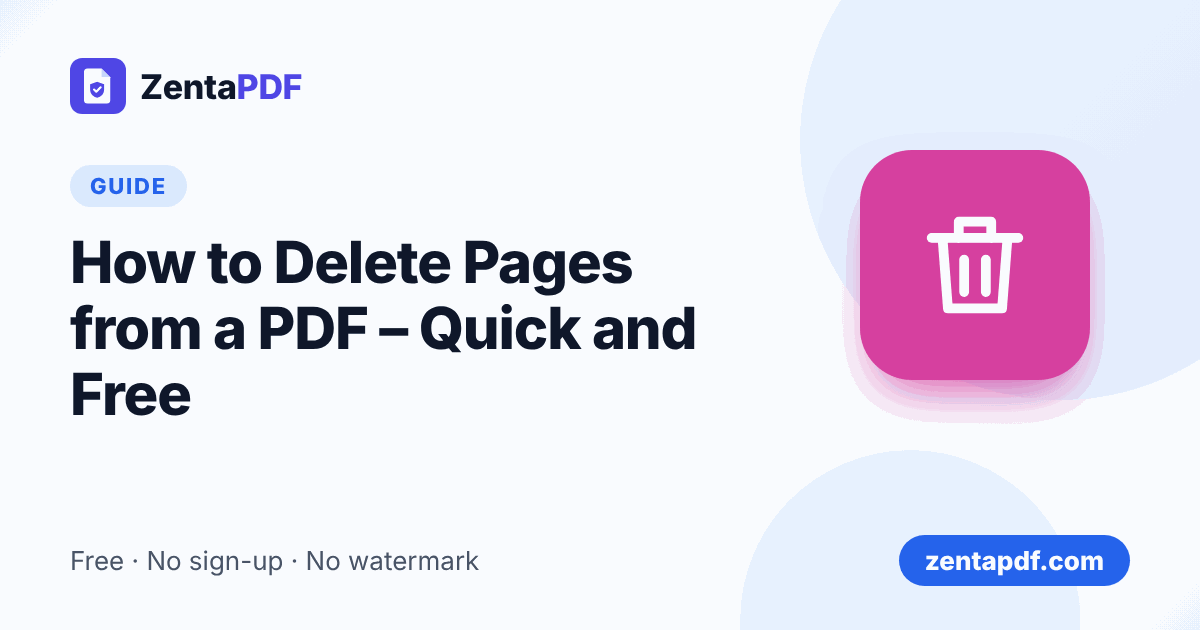 ZentaPDF
GUIDE
How to Delete Pages
from a PDF – Quick and
Free
Free · No sign-up · No watermark
zentapdf.com